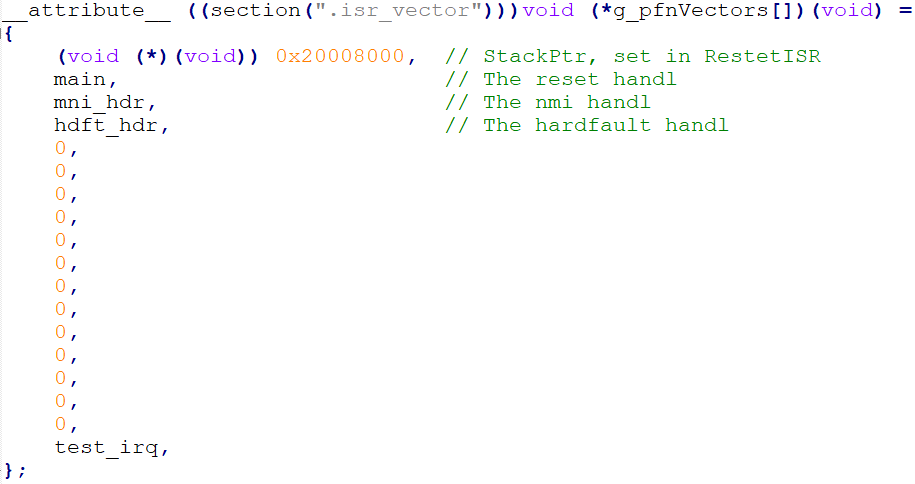 __attribute__ ((section(".isr_vector")))void (*g_pfnVectors[])(void) =
{
    (void (*)(void)) 0x20008000,  // StackPtr, set in RestetISR
    main,                         // The reset handl
    mni_hdr,                      // The nmi handl
    hdft_hdr,                     // The hardfault handl
    0,
    0,
    0,
    0,
    0,
    0,
    0,
    0,
    0,
    0,
    0,
    0,
    0,
    test_irq,
};